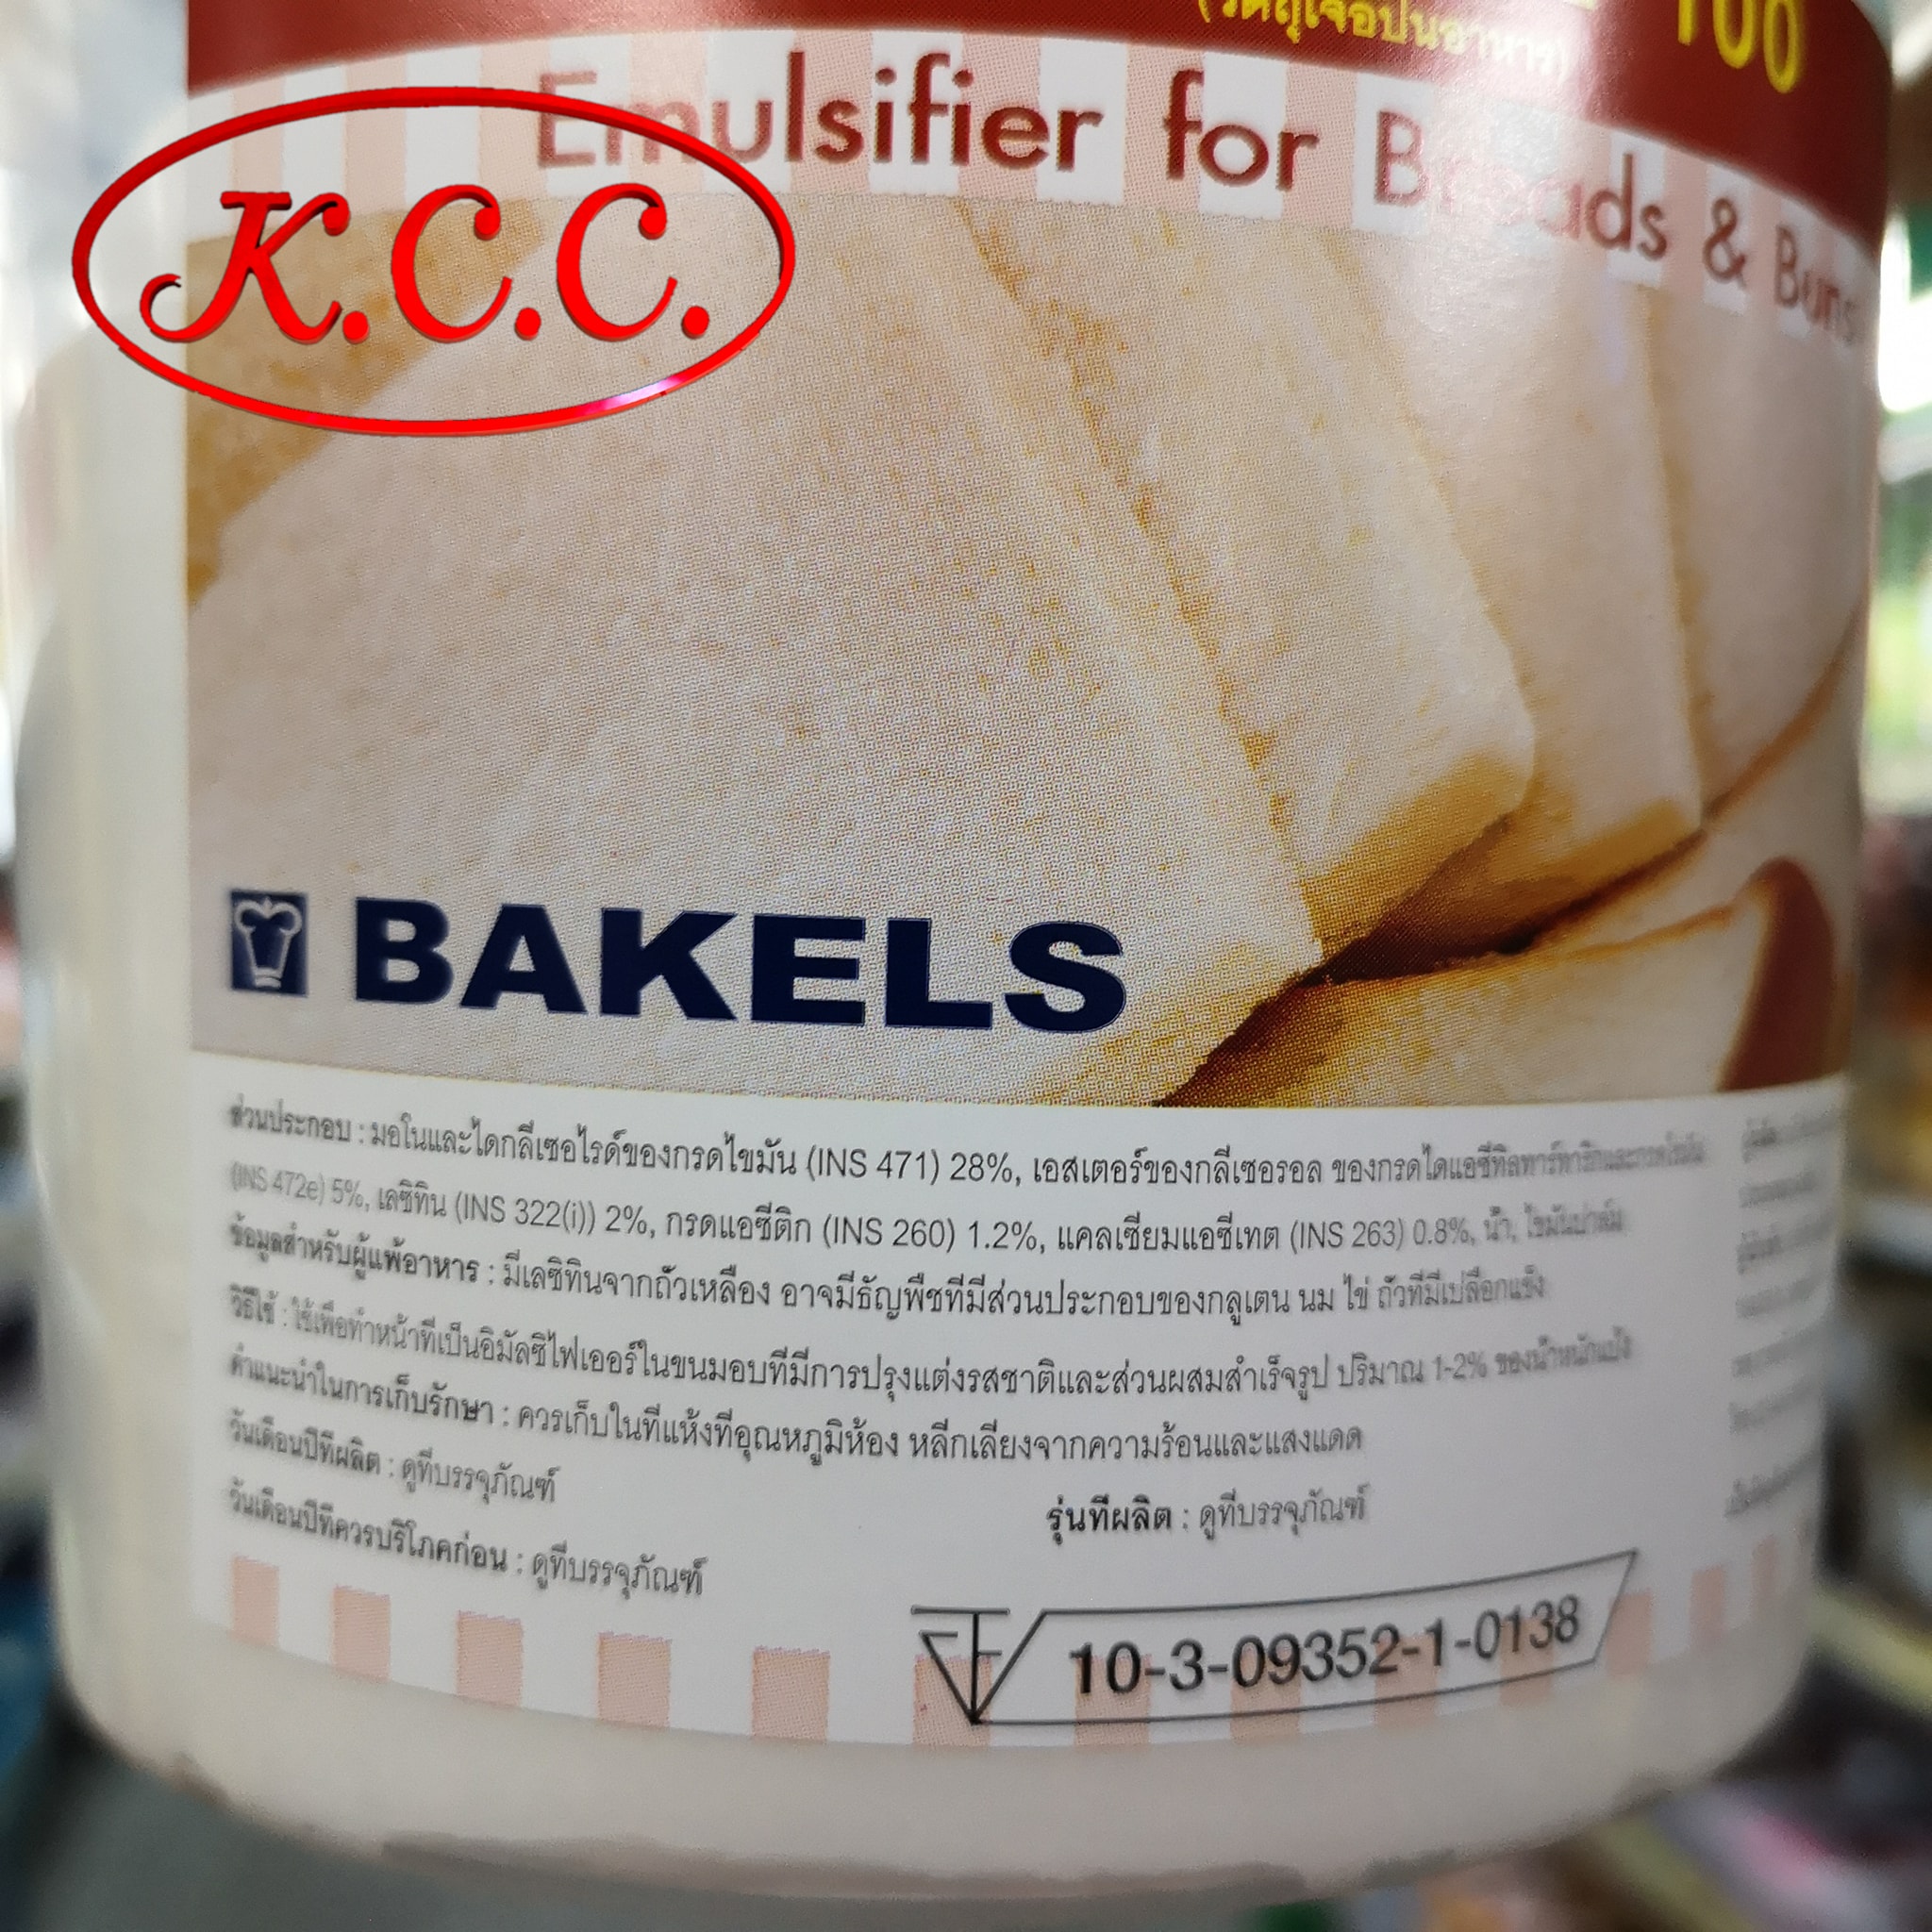 (วัตถุเจือปนอาหาร)
100
Emulsifier for Breads & Buns
K.C.C.
BAKELS
ส่วนประกอบ : มอโนและไดกลีเซอไรด์ของกรดไขมัน (INS 471) 28%, เอสเตอร์ของกลีเซอรอล ของกรดไดแอซีทิลทาร์ทาริกและกรดไขมัน
(INS 472e) 5%, เลซิทิน (INS 322(i)) 2%, กรดแอซีติก (INS 260) 1.2%, แคลเซียมแอซีเทต (INS 263) 0.8%, น้ำ, ไขมันปาล์ม
ข้อมูลสำหรับผู้แพ้อาหาร : มีเลซิทินจากถั่วเหลือง อาจมีธัญพืชที่มีส่วนประกอบของกลูเตน นม ไข่ ถั่วที่มีเปลือกแข็ง
วิธีใช้ : ใช้เพื่อทำหน้าที่เป็นอิมัลซิไฟเออร์ในขนมอบที่มีการปรุงแต่งรสชาติและส่วนผสมสำเร็จรูป ปริมาณ 1-2% ของน้ำหนักแป้ง
คำแนะนำในการเก็บรักษา : ควรเก็บในที่แห้งที่อุณหภูมิห้อง หลีกเลี่ยงจากความร้อนและแสงแดด
วันเดือนปีที่ผลิต : ดูที่บรรจุภัณฑ์
รุ่นที่ผลิต : ดูที่บรรจุภัณฑ์
วันเดือนปีที่ควรบริโภคก่อน : ดูที่บรรจุภัณฑ์
10-3-09352-1-0138